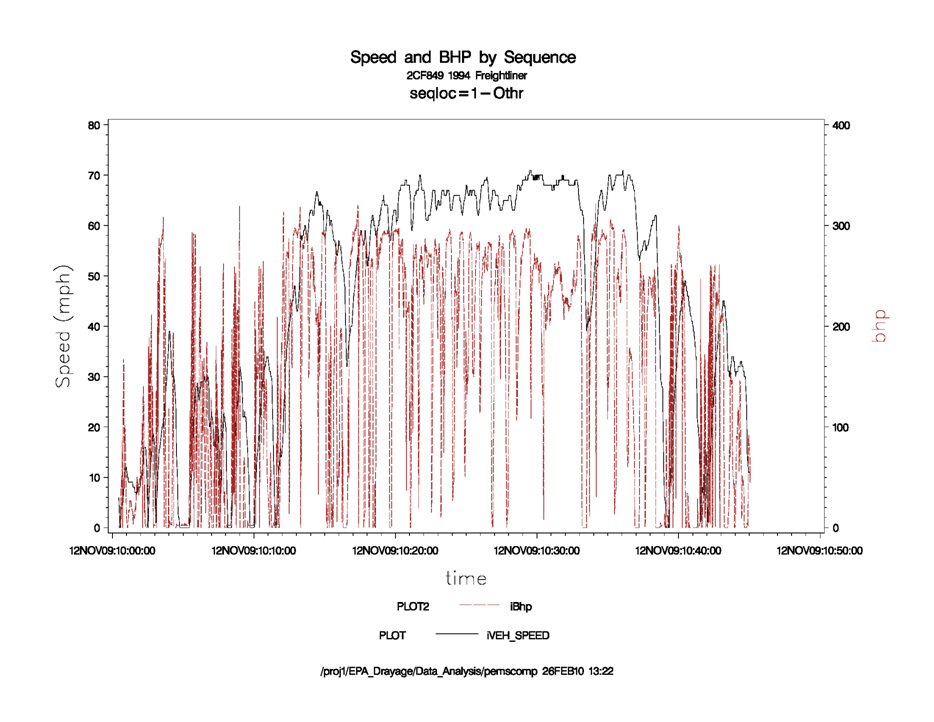 Speed and BHP by Sequence
2CF849 1994 Freightliner
seqloc=1-Othr
80 400
70
60 300
50
Speed (mph) bhp
40 200
30
20 100
10
0 0
12NOV09:10:00:00 12NOV09:10:10:00 12NOV09:10:20:00 12NOV09:10:30:00 12NOV09:10:40:00 12NOV09:10:50:00
time
PLOT2 iBhp
PLOT iVEH_SPEED
/proj1/EPA_Drayage/Data_Analysis/pemscomp 26FEB10 13:22